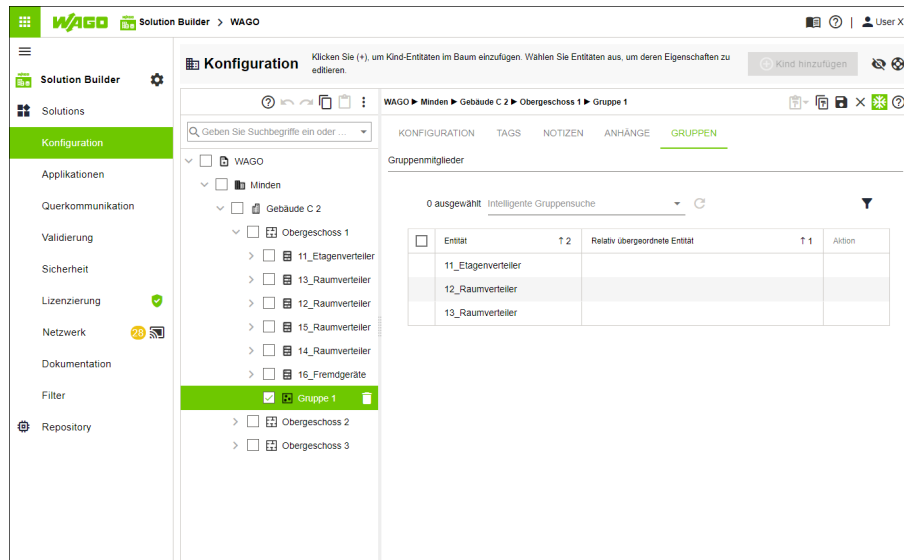 WAGO Solution Builder > WAGO
User X
Konfiguration
Klicken Sie (+), um Kind-Entitäten im Baum einzufügen. Wählen Sie Entitäten aus, um deren Eigenschaften zu
editieren.
Kind hinzufügen
Solution Builder
Solutions
Konfiguration
Applikationen
Querkommunikation
Validierung
Sicherheit
Lizenzierung
Netzwerk 28
Dokumentation
Filter
Repository
Geben Sie Suchbegriffe ein oder ...
WAGO
Minden
Gebäude C 2
Obergeschoss 1
11_Etagenverteiler
13_Raumverteiler
12_Raumverteiler
15_Raumverteiler
14_Raumverteiler
16_Fremdgeräte
Gruppe 1
Obergeschoss 2
Obergeschoss 3
WAGO ▶ Minden ▶ Gebäude C 2 ▶ Obergeschoss 1 ▶ Gruppe 1
KONFIGURATION TAGS NOTIZEN ANHÄNGE GRUPPEN
Gruppenmitglieder
0 ausgewählt Intelligente Gruppensuche
Entität ↑ 2 Relativ übergeordnete Entität ↑ 1 Aktion
11_Etagenverteiler
12_Raumverteiler
13_Raumverteiler